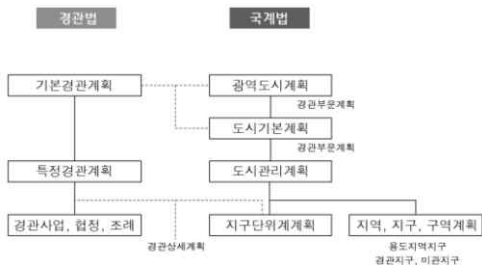 경관법
국계법
기본경관계획
광역도시계획
경관부문계획
도시기본계획
경관부문계획
특정경관계획
도시관리계획
경관사업, 협정, 조례
경관상세계획
지구단위계계획
지역, 지구, 구역계획
용도지역지구
경관지구, 미관지구